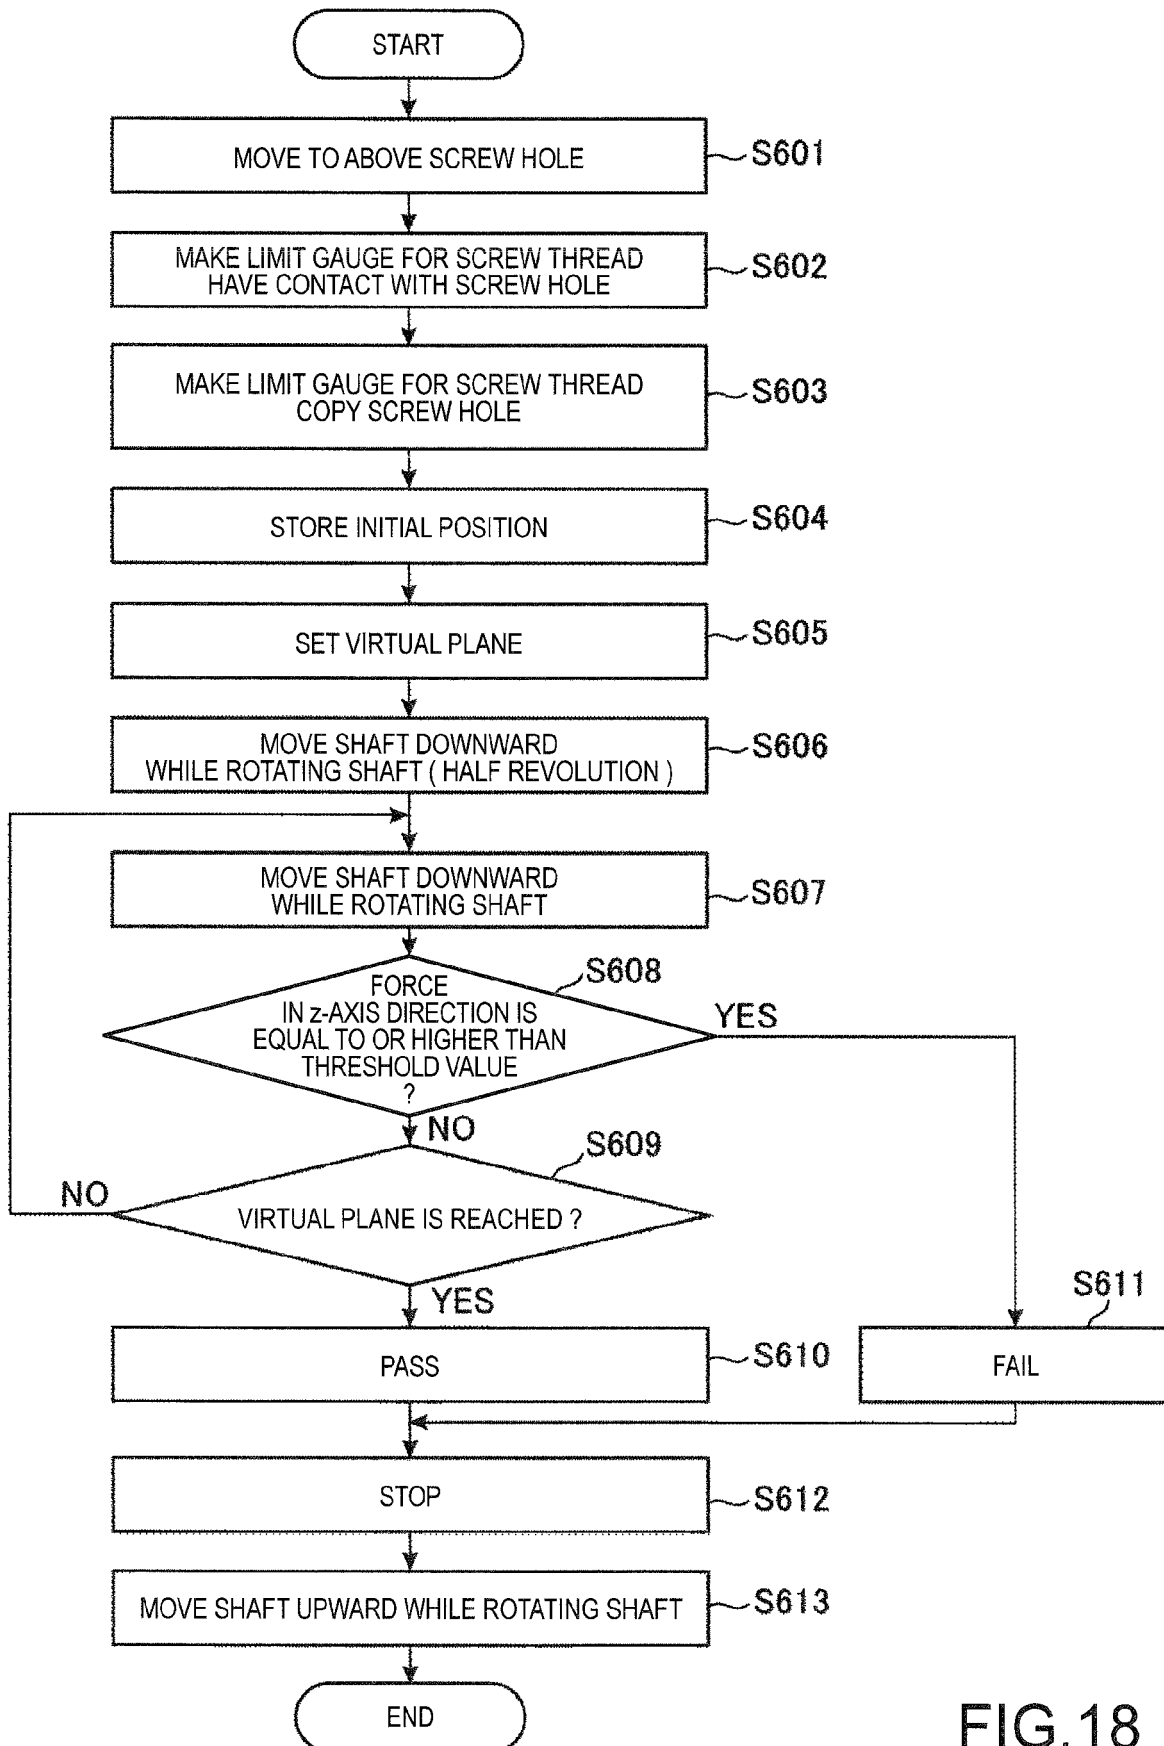 START
MOVE TO ABOVE SCREW HOLE
S601
MAKE LIMIT GAUGE FOR SCREW THREAD
HAVE CONTACT WITH SCREW HOLE
S602
MAKE LIMIT GAUGE FOR SCREW THREAD
COPY SCREW HOLE
S603
STORE INITIAL POSITION
S604
SET VIRTUAL PLANE
S605
MOVE SHAFT DOWNWARD
WHILE ROTATING SHAFT ( HALF REVOLUTION )
S606
MOVE SHAFT DOWNWARD
WHILE ROTATING SHAFT
S607
S608
FORCE
IN z-AXIS DIRECTION IS
EQUAL TO OR HIGHER THAN
THRESHOLD VALUE
?
YES
NO
S609
VIRTUAL PLANE IS REACHED ?
NO
YES
PASS
S610
S611
FAIL
STOP
S612
MOVE SHAFT UPWARD WHILE ROTATING SHAFT
S613
END
FIG.18